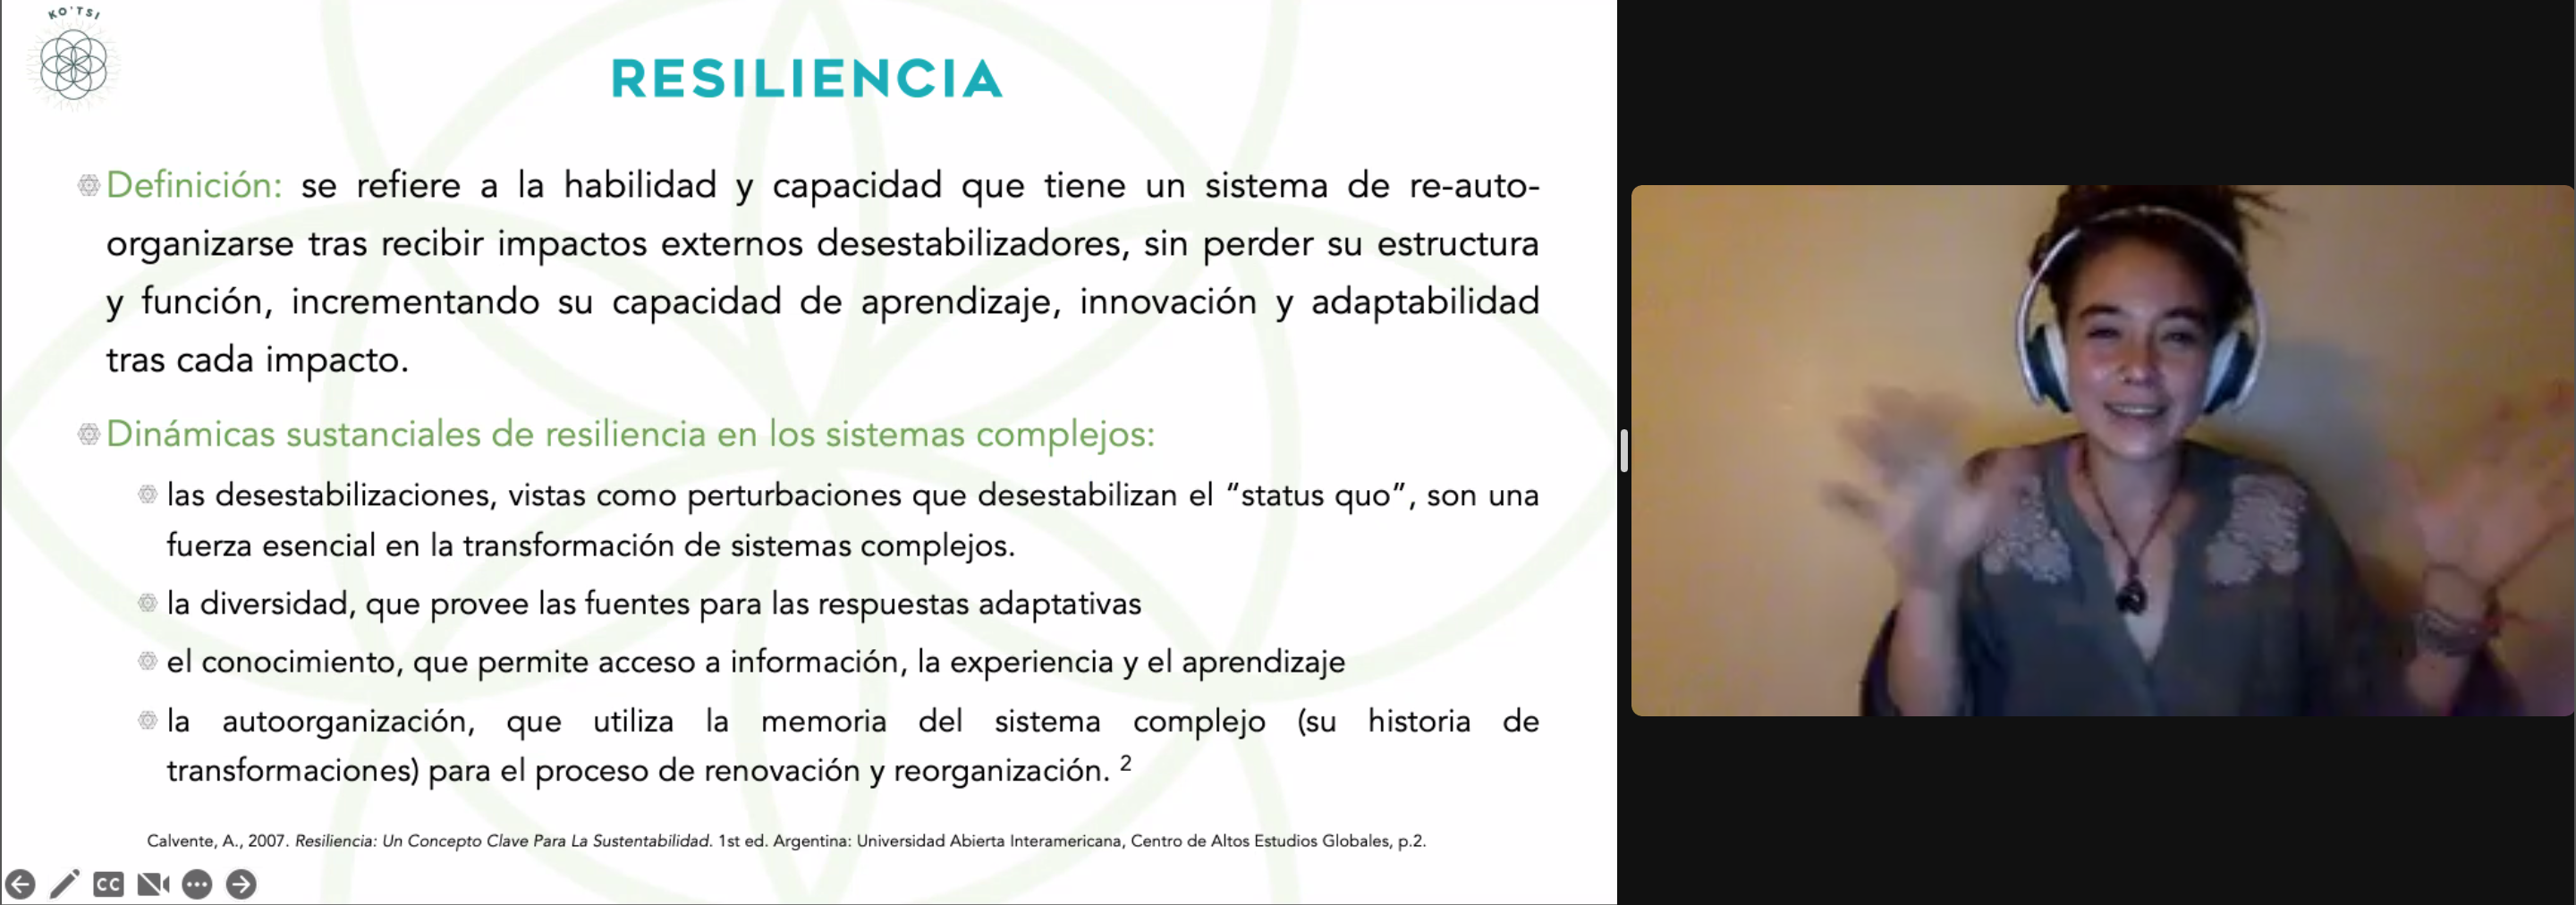 KO'TSI
RESILIENCIA
Definición: se refiere a la habilidad y capacidad que tiene un sistema de re-auto-
organizarse tras recibir impactos externos desestabilizadores, sin perder su estructura
y función, incrementando su capacidad de aprendizaje, innovación y adaptabilidad
tras cada impacto.
Dinámicas sustanciales de resiliencia en los sistemas complejos:
las desestabilizaciones, vistas como perturbaciones que desestabilizan el “status quo”, son una
fuerza esencial en la transformación de sistemas complejos.
la diversidad, que provee las fuentes para las respuestas adaptativas
el conocimiento, que permite acceso a información, la experiencia y el aprendizaje
la autoorganización, que utiliza la memoria del sistema complejo (su historia de
transformaciones) para el proceso de renovación y reorganización. 2
Calvente, A., 2007. Resiliencia: Un Concepto Clave Para La Sustentabilidad. 1st ed. Argentina: Universidad Abierta Interamericana, Centro de Altos Estudios Globales, p.2.
CC